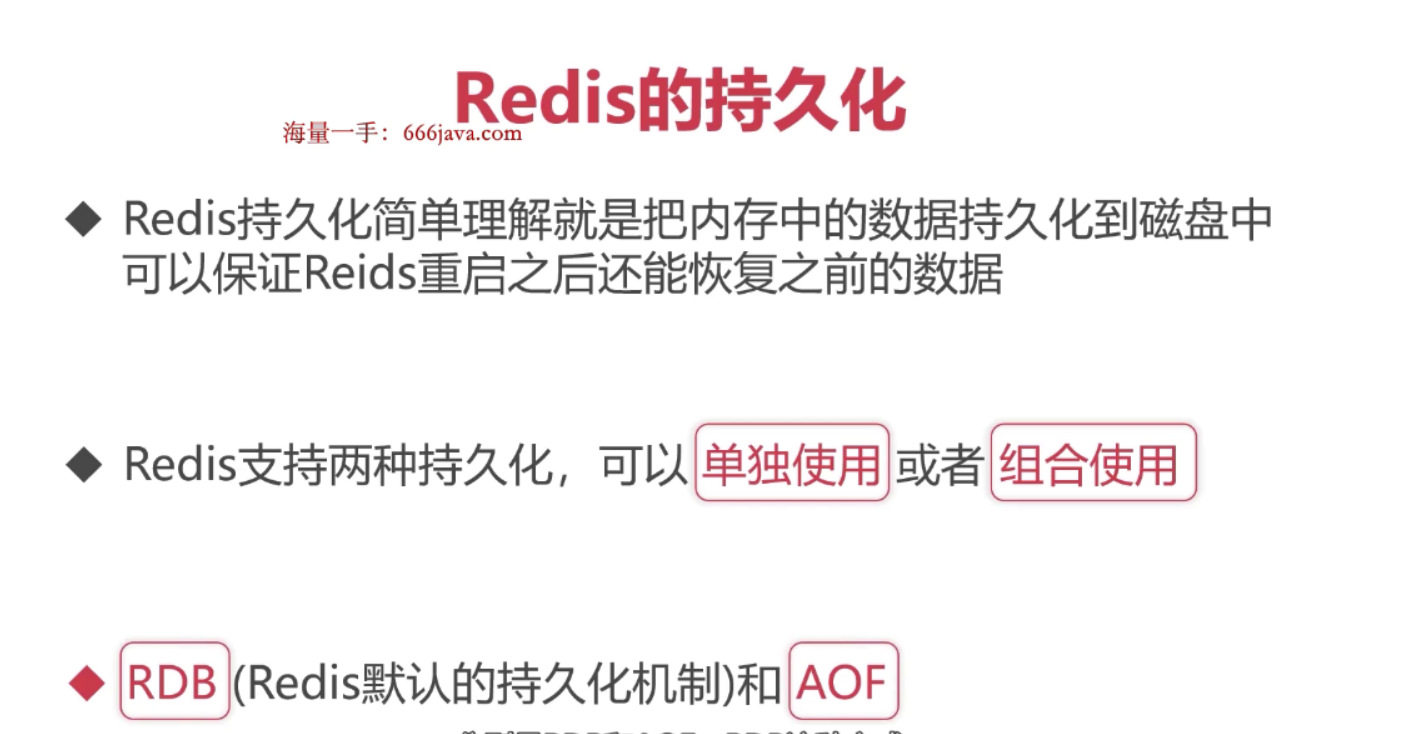 Redis的持久化
海量一手：666java.com
Redis持久化简单理解就是把内存中的数据持久化到磁盘中
可以保证Reids重启之后还能恢复之前的数据
Redis支持两种持久化，可以单独使用或者组合使用
RDB(Redis默认的持久化机制)和AOF